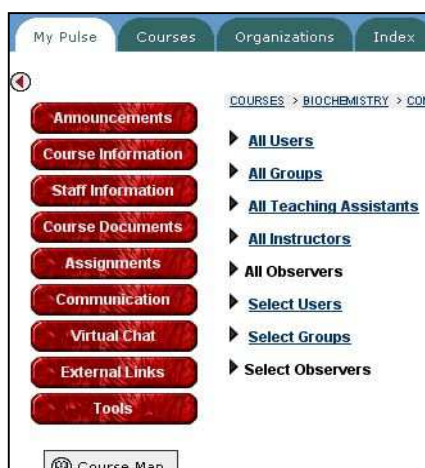 My Pulse Courses Organizations Index
COURSES > BIOCHEMISTRY >
Announcements
Course Information
Staff Information
Course Documents
Assignments
Communication
Virtual Chat
External Links
Tools
All Users
All Groups
All Teaching Assistants
All Instructors
All Observers
Select Users
Select Groups
Select Observers
Course Map